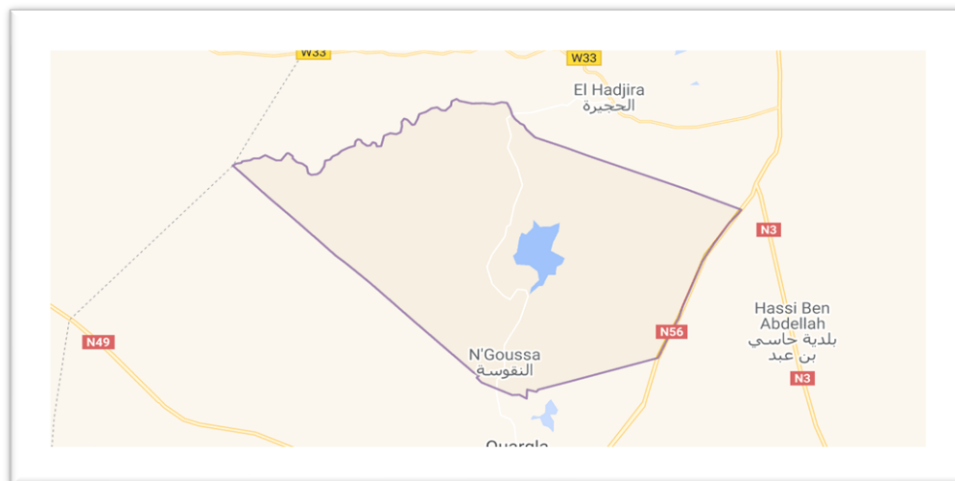 W33
W33
El Hadjira
الحجيرة
N3
Hassi Ben
Abdellah
بلدية حاسي
بن عبد
N56
N49
N'Goussa
النقوسة
N3
Ouargla